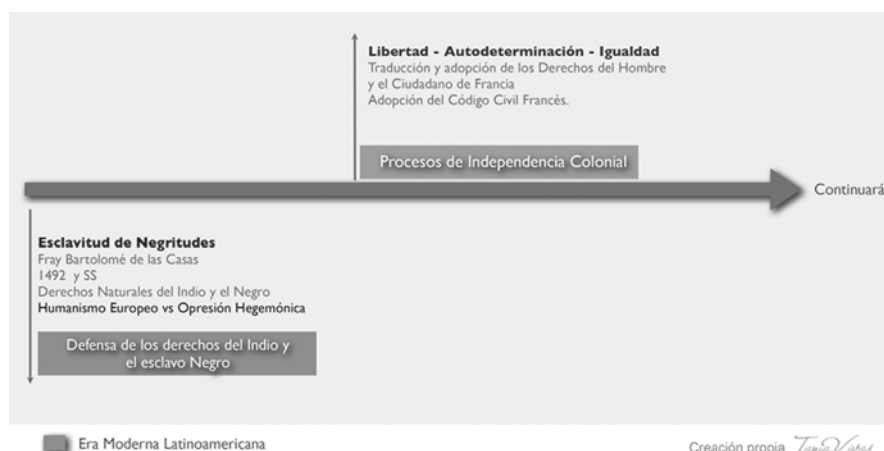 Libertad - Autodeterminación - Igualdad
Traducción y adopción de los Derechos del Hombre
y el Ciudadano de Francia
Adopción del Código Civil Francés.
Procesos de Independencia Colonial
Continuará
Esclavitud de Negritudes
Fray Bartolomé de las Casas
1492 y SS
Derechos Naturales del Indio y el Negro
Humanismo Europeo vs Opresión Hegemónica
Defensa de los derechos del Indio y
el esclavo Negro
Era Moderna Latinoamericana
Creación propia